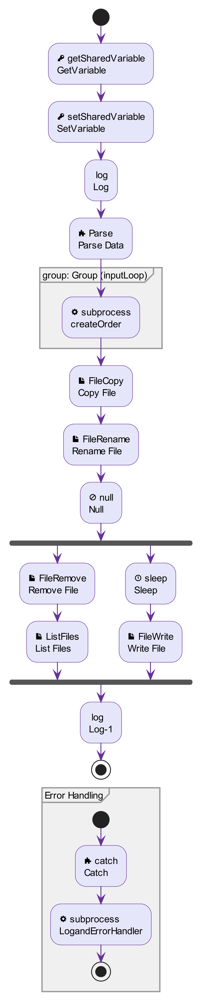 getSharedVariable
GetVariable
setSharedVariable
SetVariable
log
Log
Parse
Parse Data
group: Group (inputLoop)
subprocess
createOrder
FileCopy
Copy File
FileRename
Rename File
null
Null
FileRemove
Remove File
sleep
Sleep
ListFiles
List Files
FileWrite
Write File
log
Log-1
Error Handling
catch
Catch
subprocess
LogandErrorHandler